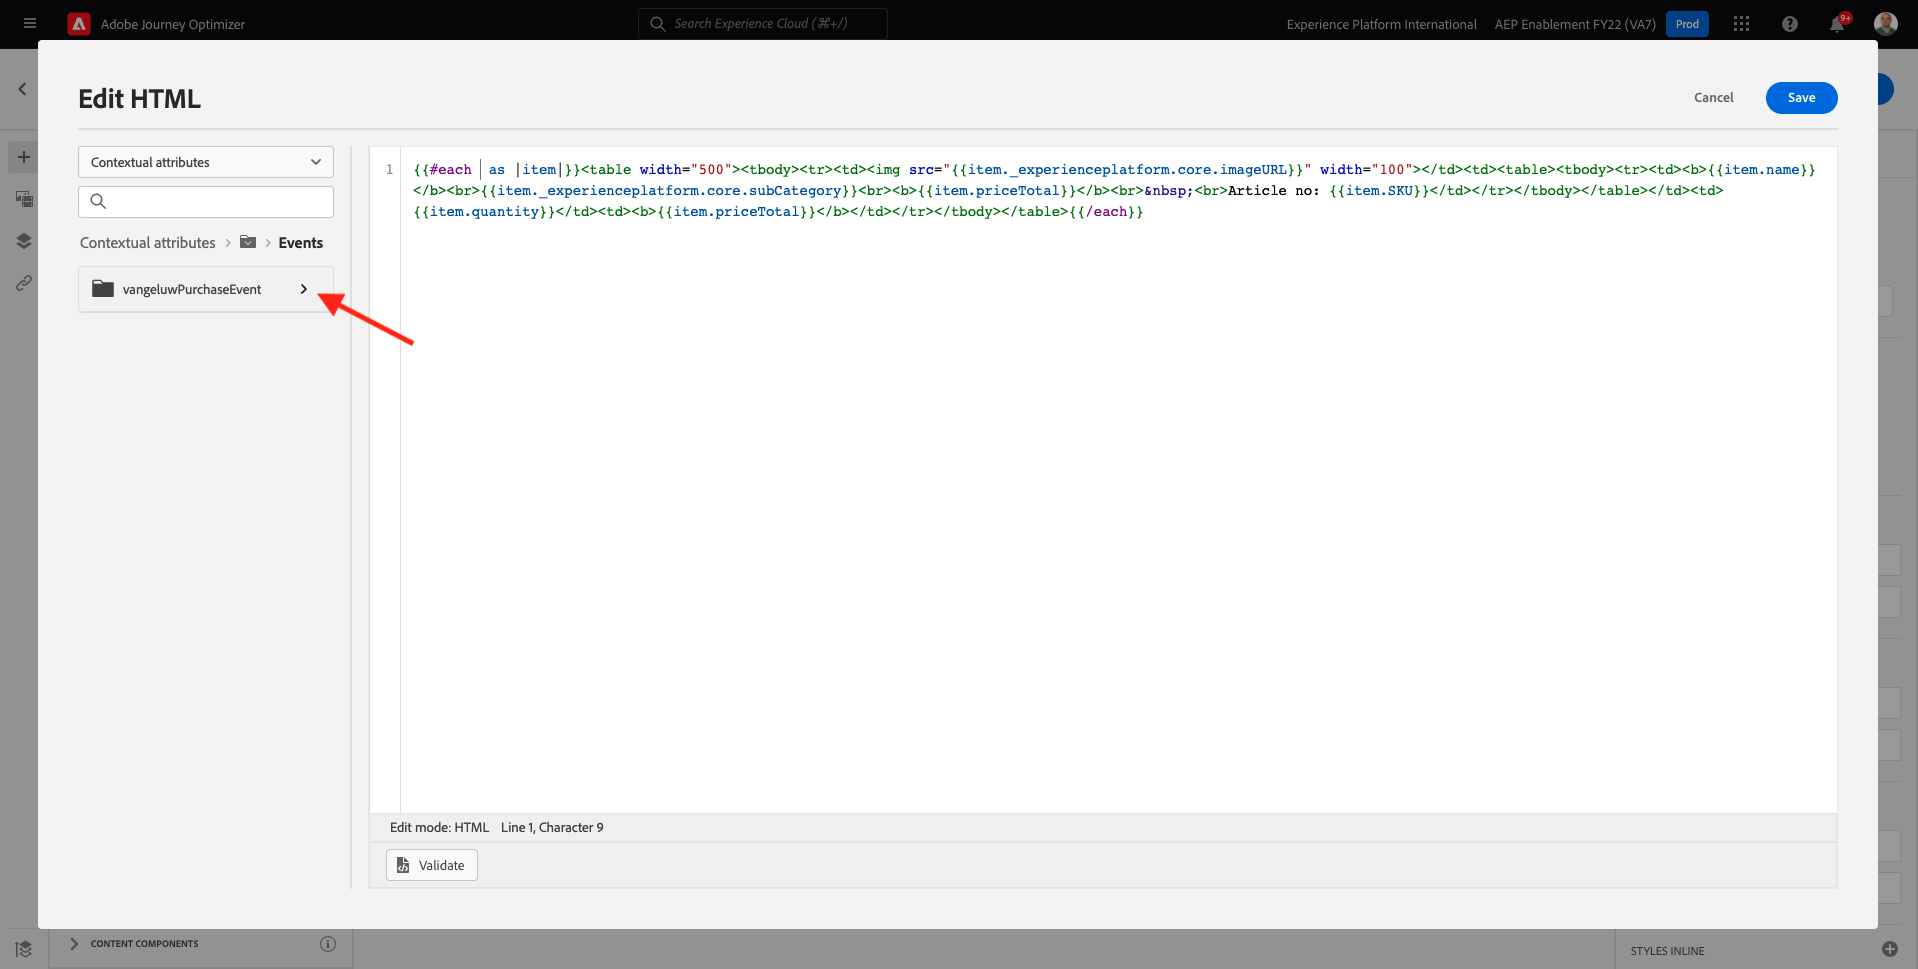 Adobe Journey Optimizer
Search Experience Cloud (⌘+/)
Experience Platform International
AEP Enablement FY22 (VA7)
Prod
9+
Edit HTML
Cancel
Save
Contextual attributes
Contextual attributes > > Events
vangeluwPurchaseEvent
1
{{#each  as |item|}}<table width="500"><tbody><tr><td><img src="{{item._experienceplatform.core.imageURL}}" width="100"></td><td><table><tbody><tr><td><b>{{item.name}}
</b><br>{{item._experienceplatform.core.subCategory}}<br><b>{{item.priceTotal}}</b><br>&nbsp;<br>Article no: {{item.SKU}}</td></tr></tbody></table></td><td>
{{item.quantity}}</td><td><b>{{item.priceTotal}}</b></td></tr></tbody></table>{{/each}}
Edit mode: HTML Line 1, Character 9
Validate
CONTENT COMPONENTS
STYLES INLINE